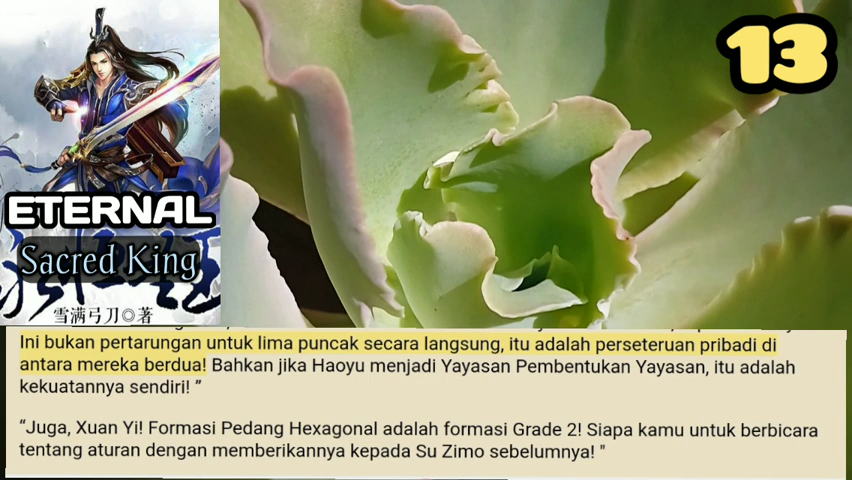 13
ETERNAL
Sacred King
雪满弓刀◎著
Ini bukan pertarungan untuk lima puncak secara langsung, itu adalah perseteruan pribadi di
antara mereka berdua! Bahkan jika Haoyu menjadi Yayasan Pembentukan Yayasan, itu adalah
kekuatannya sendiri! ”
“Juga, Xuan Yi! Formasi Pedang Hexagonal adalah formasi Grade 2! Siapa kamu untuk berbicara
tentang aturan dengan memberikannya kepada Su Zimo sebelumnya! "